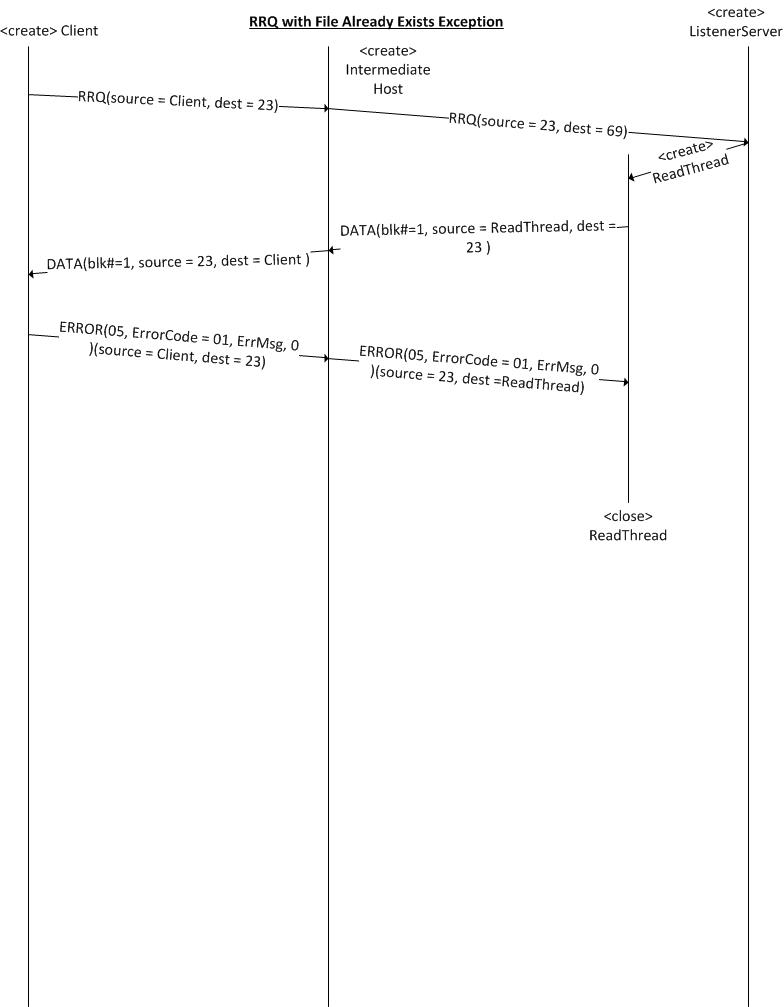 RRQ with File Already Exists Exception
<create> Client
<create>
Intermediate
Host
<create>
ListenerServer
RRQ(source = Client, dest = 23)
RRQ(source = 23, dest = 69)
<create>
ReadThread
DATA(blk#=1, source = ReadThread, dest =
23 )
DATA(blk#=1, source = 23, dest = Client )
ERROR(05, ErrorCode = 01, ErrMsg, 0
)(source = Client, dest = 23)
ERROR(05, ErrorCode = 01, ErrMsg, 0
)(source = 23, dest =ReadThread)
<close>
ReadThread